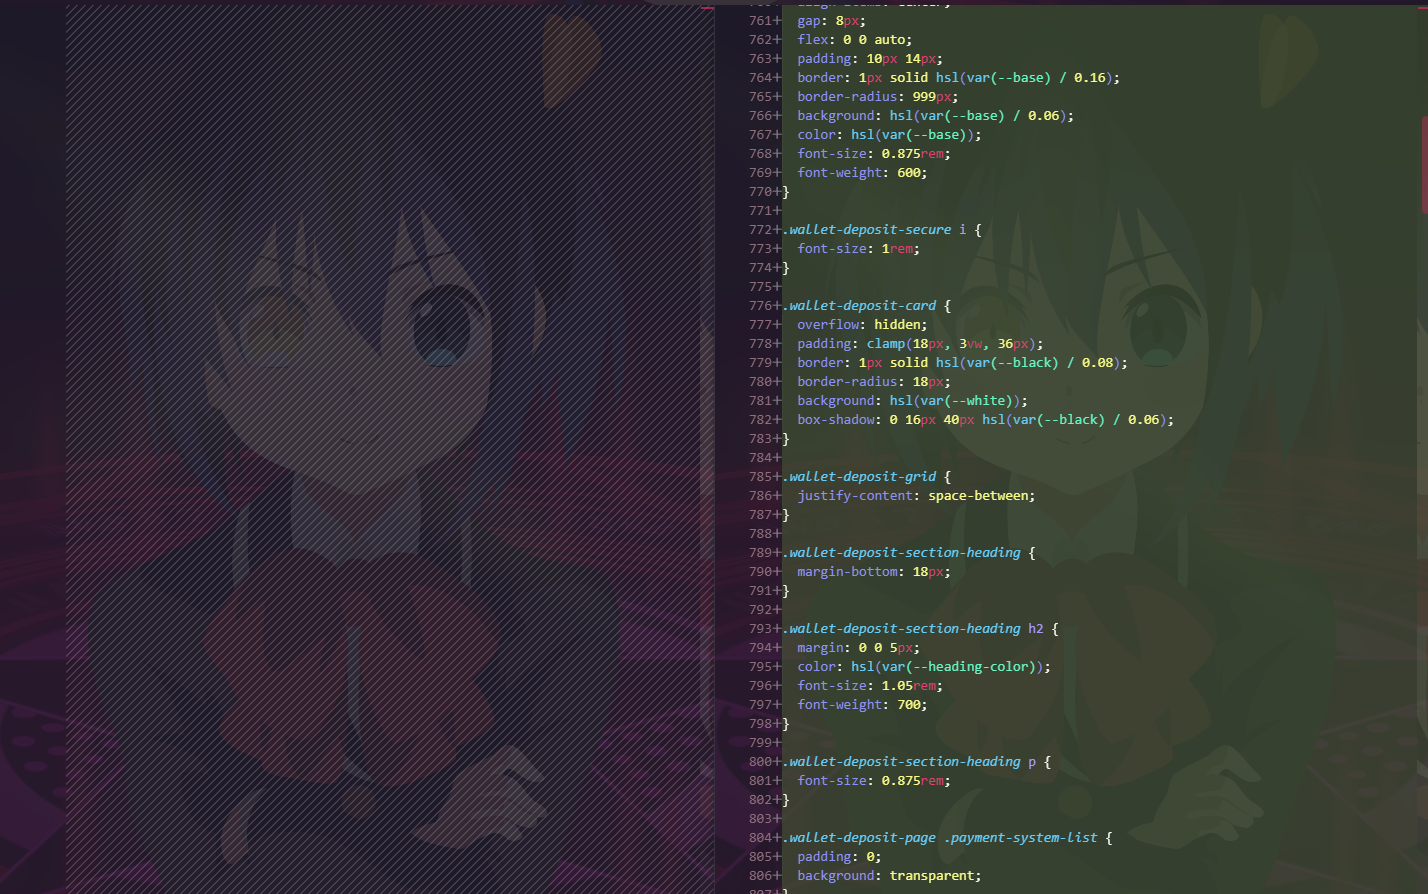 761+  gap: 8px;
762+  flex: 0 0 auto;
763+  padding: 10px 14px;
764+  border: 1px solid hsl(var(--base) / 0.16);
765+  border-radius: 999px;
766+  background: hsl(var(--base) / 0.06);
767+  color: hsl(var(--base));
768+  font-size: 0.875rem;
769+  font-weight: 600;
770+}
771+
772+.wallet-deposit-secure i {
773+  font-size: 1rem;
774+}
775+
776+.wallet-deposit-card {
777+  overflow: hidden;
778+  padding: clamp(18px, 3vw, 36px);
779+  border: 1px solid hsl(var(--black) / 0.08);
780+  border-radius: 18px;
781+  background: hsl(var(--white));
782+  box-shadow: 0 16px 40px hsl(var(--black) / 0.06);
783+}
784+
785+.wallet-deposit-grid {
786+  justify-content: space-between;
787+}
788+
789+.wallet-deposit-section-heading {
790+  margin-bottom: 18px;
791+}
792+
793+.wallet-deposit-section-heading h2 {
794+  margin: 0 0 5px;
795+  color: hsl(var(--heading-color));
796+  font-size: 1.05rem;
797+  font-weight: 700;
798+}
799+
800+.wallet-deposit-section-heading p {
801+  font-size: 0.875rem;
802+}
803+
804+.wallet-deposit-page .payment-system-list {
805+  padding: 0;
806+  background: transparent;